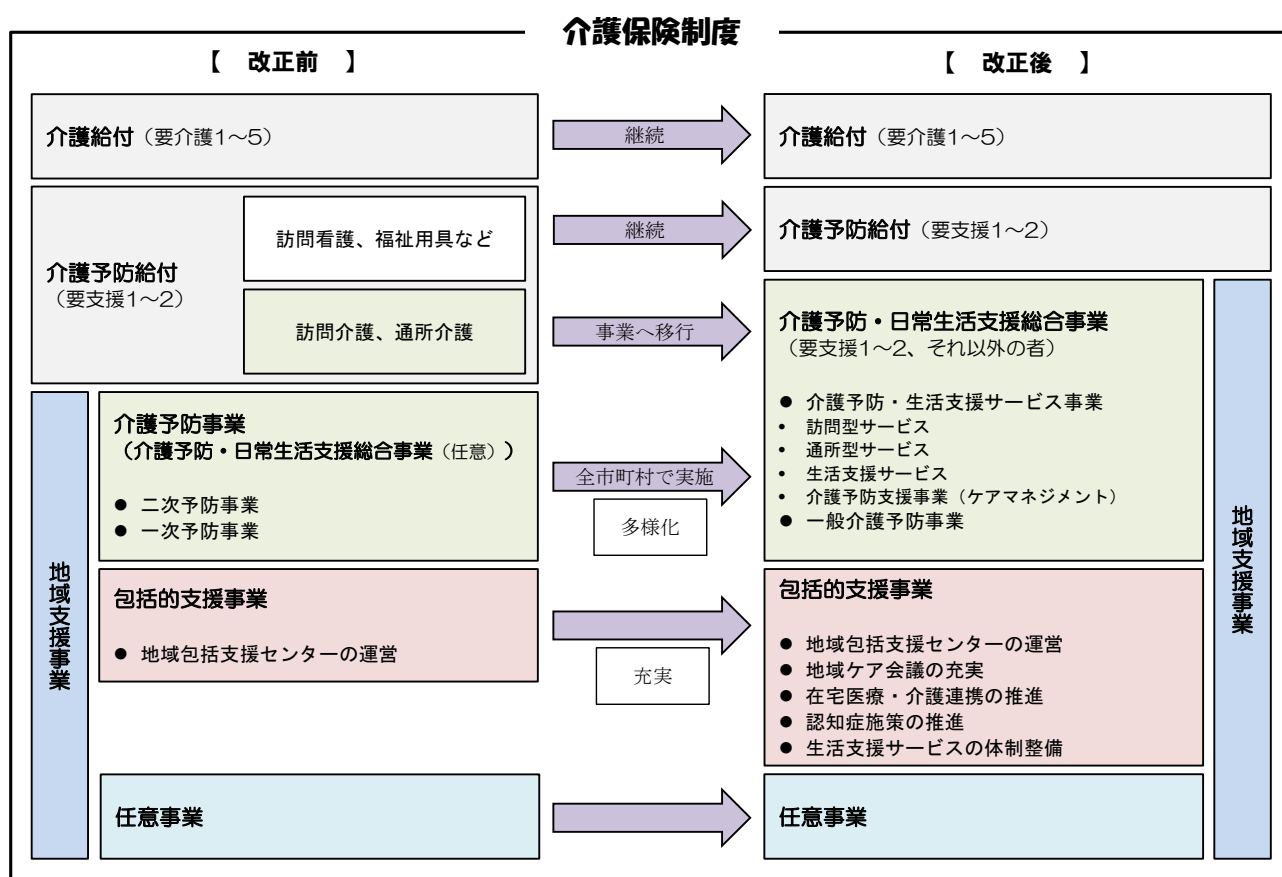 介護保険制度
【　改正前　】
【　改正後　】
介護給付（要介護1～5）
継続
介護給付（要介護1～5）
介護予防給付
（要支援1～2）
訪問看護、福祉用具など
継続
介護予防給付（要支援1～2）
訪問介護、通所介護
事業へ移行
介護予防・日常生活支援総合事業
（要支援1～2、それ以外の者）
● 介護予防・生活支援サービス事業
• 訪問型サービス
• 通所型サービス
• 生活支援サービス
• 介護予防支援事業（ケアマネジメント）
● 一般介護予防事業
地域支援事業
介護予防事業
（介護予防・日常生活支援総合事業（任意））
● 二次予防事業
● 一次予防事業
全市町村で実施
多様化
包括的支援事業
● 地域包括支援センターの運営
充実
包括的支援事業
● 地域包括支援センターの運営
● 地域ケア会議の充実
● 在宅医療・介護連携の推進
● 認知症施策の推進
● 生活支援サービスの体制整備
地域支援事業
任意事業
任意事業